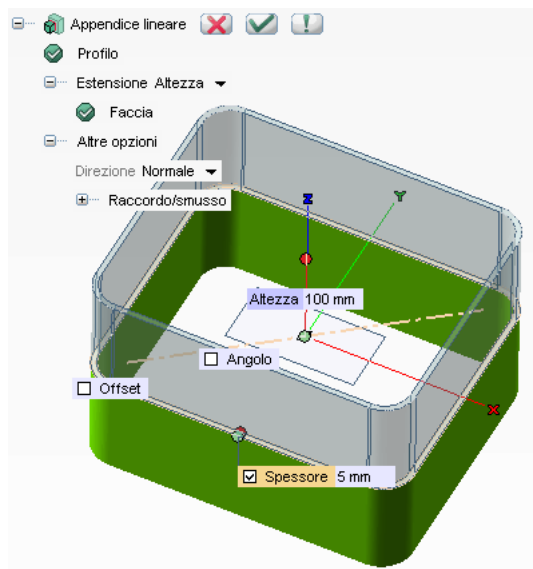 Appendice lineare
Profilo
Estensione Altezza
Faccia
Altre opzioni
Direzione Normale
Raccordo/smusso
Z
Y
Altezza 100 mm
Angolo
Offset
X
Spessore 5 mm